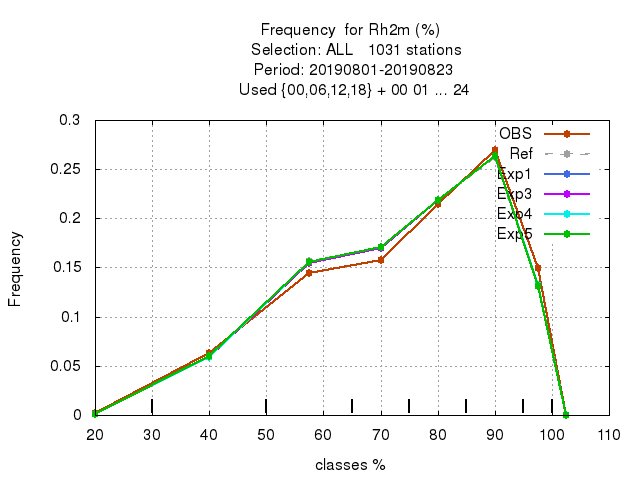 Frequency for Rh2m (%)
Selection: ALL 1031 stations
Period: 20190801-20190823
Used {00,06,12,18} + 00 01 ... 24
0.3
0.25
0.2
0.15
0.1
0.05
0
Frequency
OBS
Ref
Exp1
Exp3
Exp4
Exp5
20 30 40 50 60 70 80 90 100 110
classes %